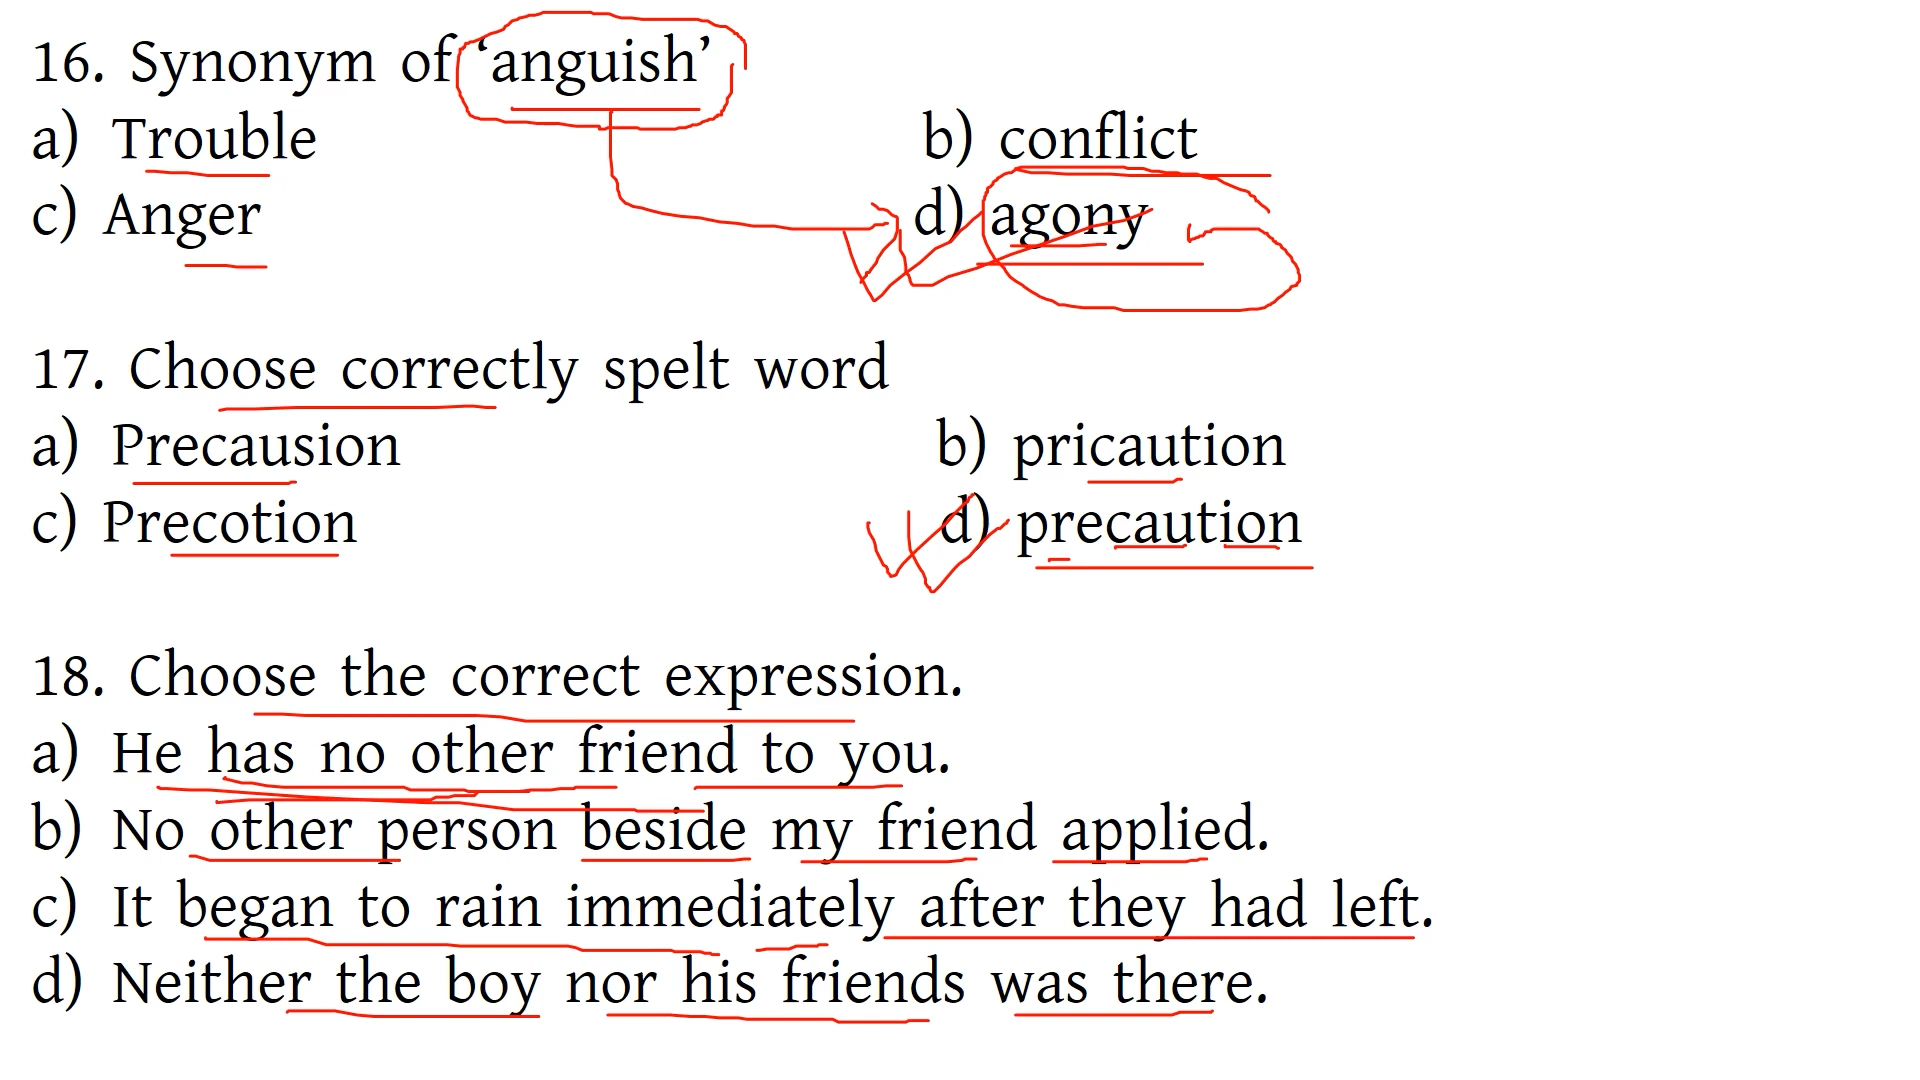 16. Synonym of ‘anguish’
a) Trouble b) conflict
c) Anger d) agony
17. Choose correctly spelt word
a) Precausion b) pricaution
c) Precotion d) precaution
18. Choose the correct expression.
a) He has no other friend to you.
b) No other person beside my friend applied.
c) It began to rain immediately after they had left.
d) Neither the boy nor his friends was there.